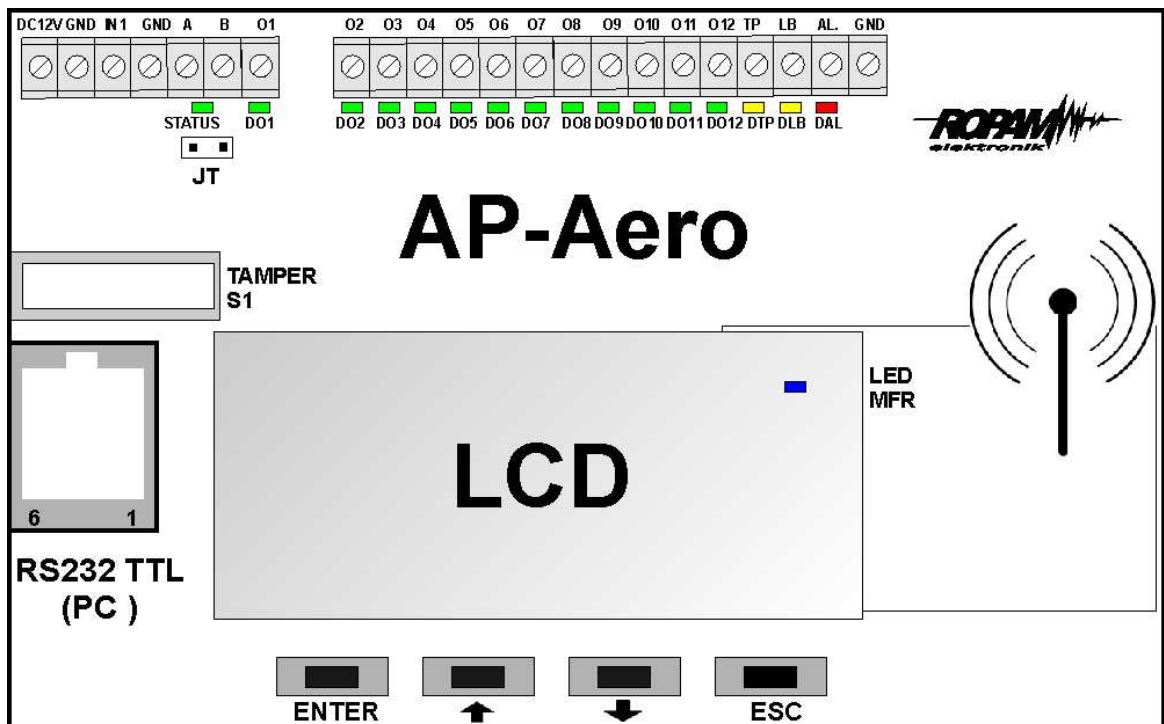 DC12V GND IN1 GND A B O1 O2 O3 O4 O5 O6 O7 O8 O9 O10 O11 O12 TP LB AL. GND
STATUS DO1 DO2 DO3 DO4 DO5 DO6 DO7 DO8 DO9 DO10 DO11 DO12 DTP DLB DAL
ROPAM
elektronik
JT
AP-Aero
TAMPER
S1
LED
MFR
LCD
6 1
RS232 TTL
(PC )
ENTER ESC